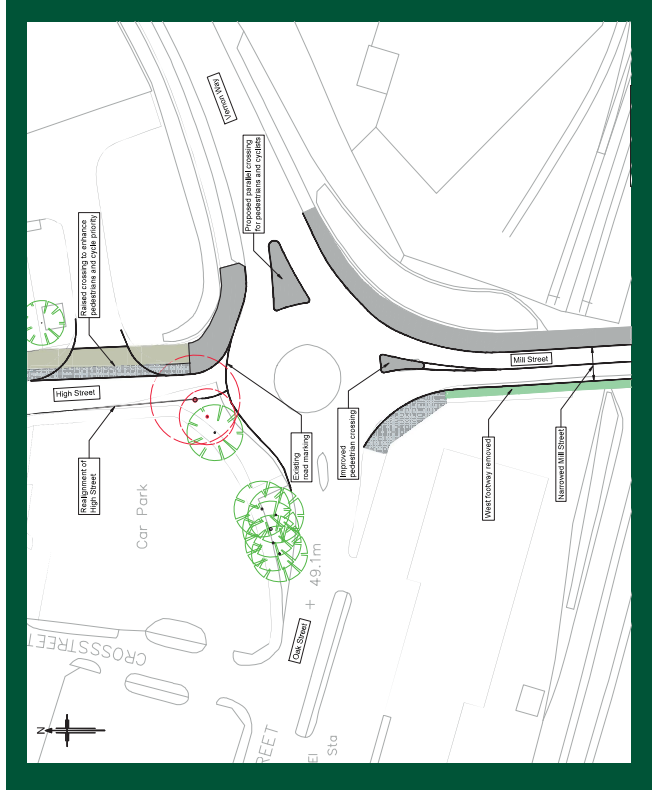 Vernon Way
Proposed parallel crossing
for pedestrians and cyclists
Raised crossing to enhance
pedestrians and cycle priority
High Street
Realignment of
High Street
Existing
road marking
Improved
pedestrian crossing
Mill Street
West footway removed
Narrowed Mill Street
Car Park
49.1m
Oak Street
CROSSSTREET
REET
El
Sta
N